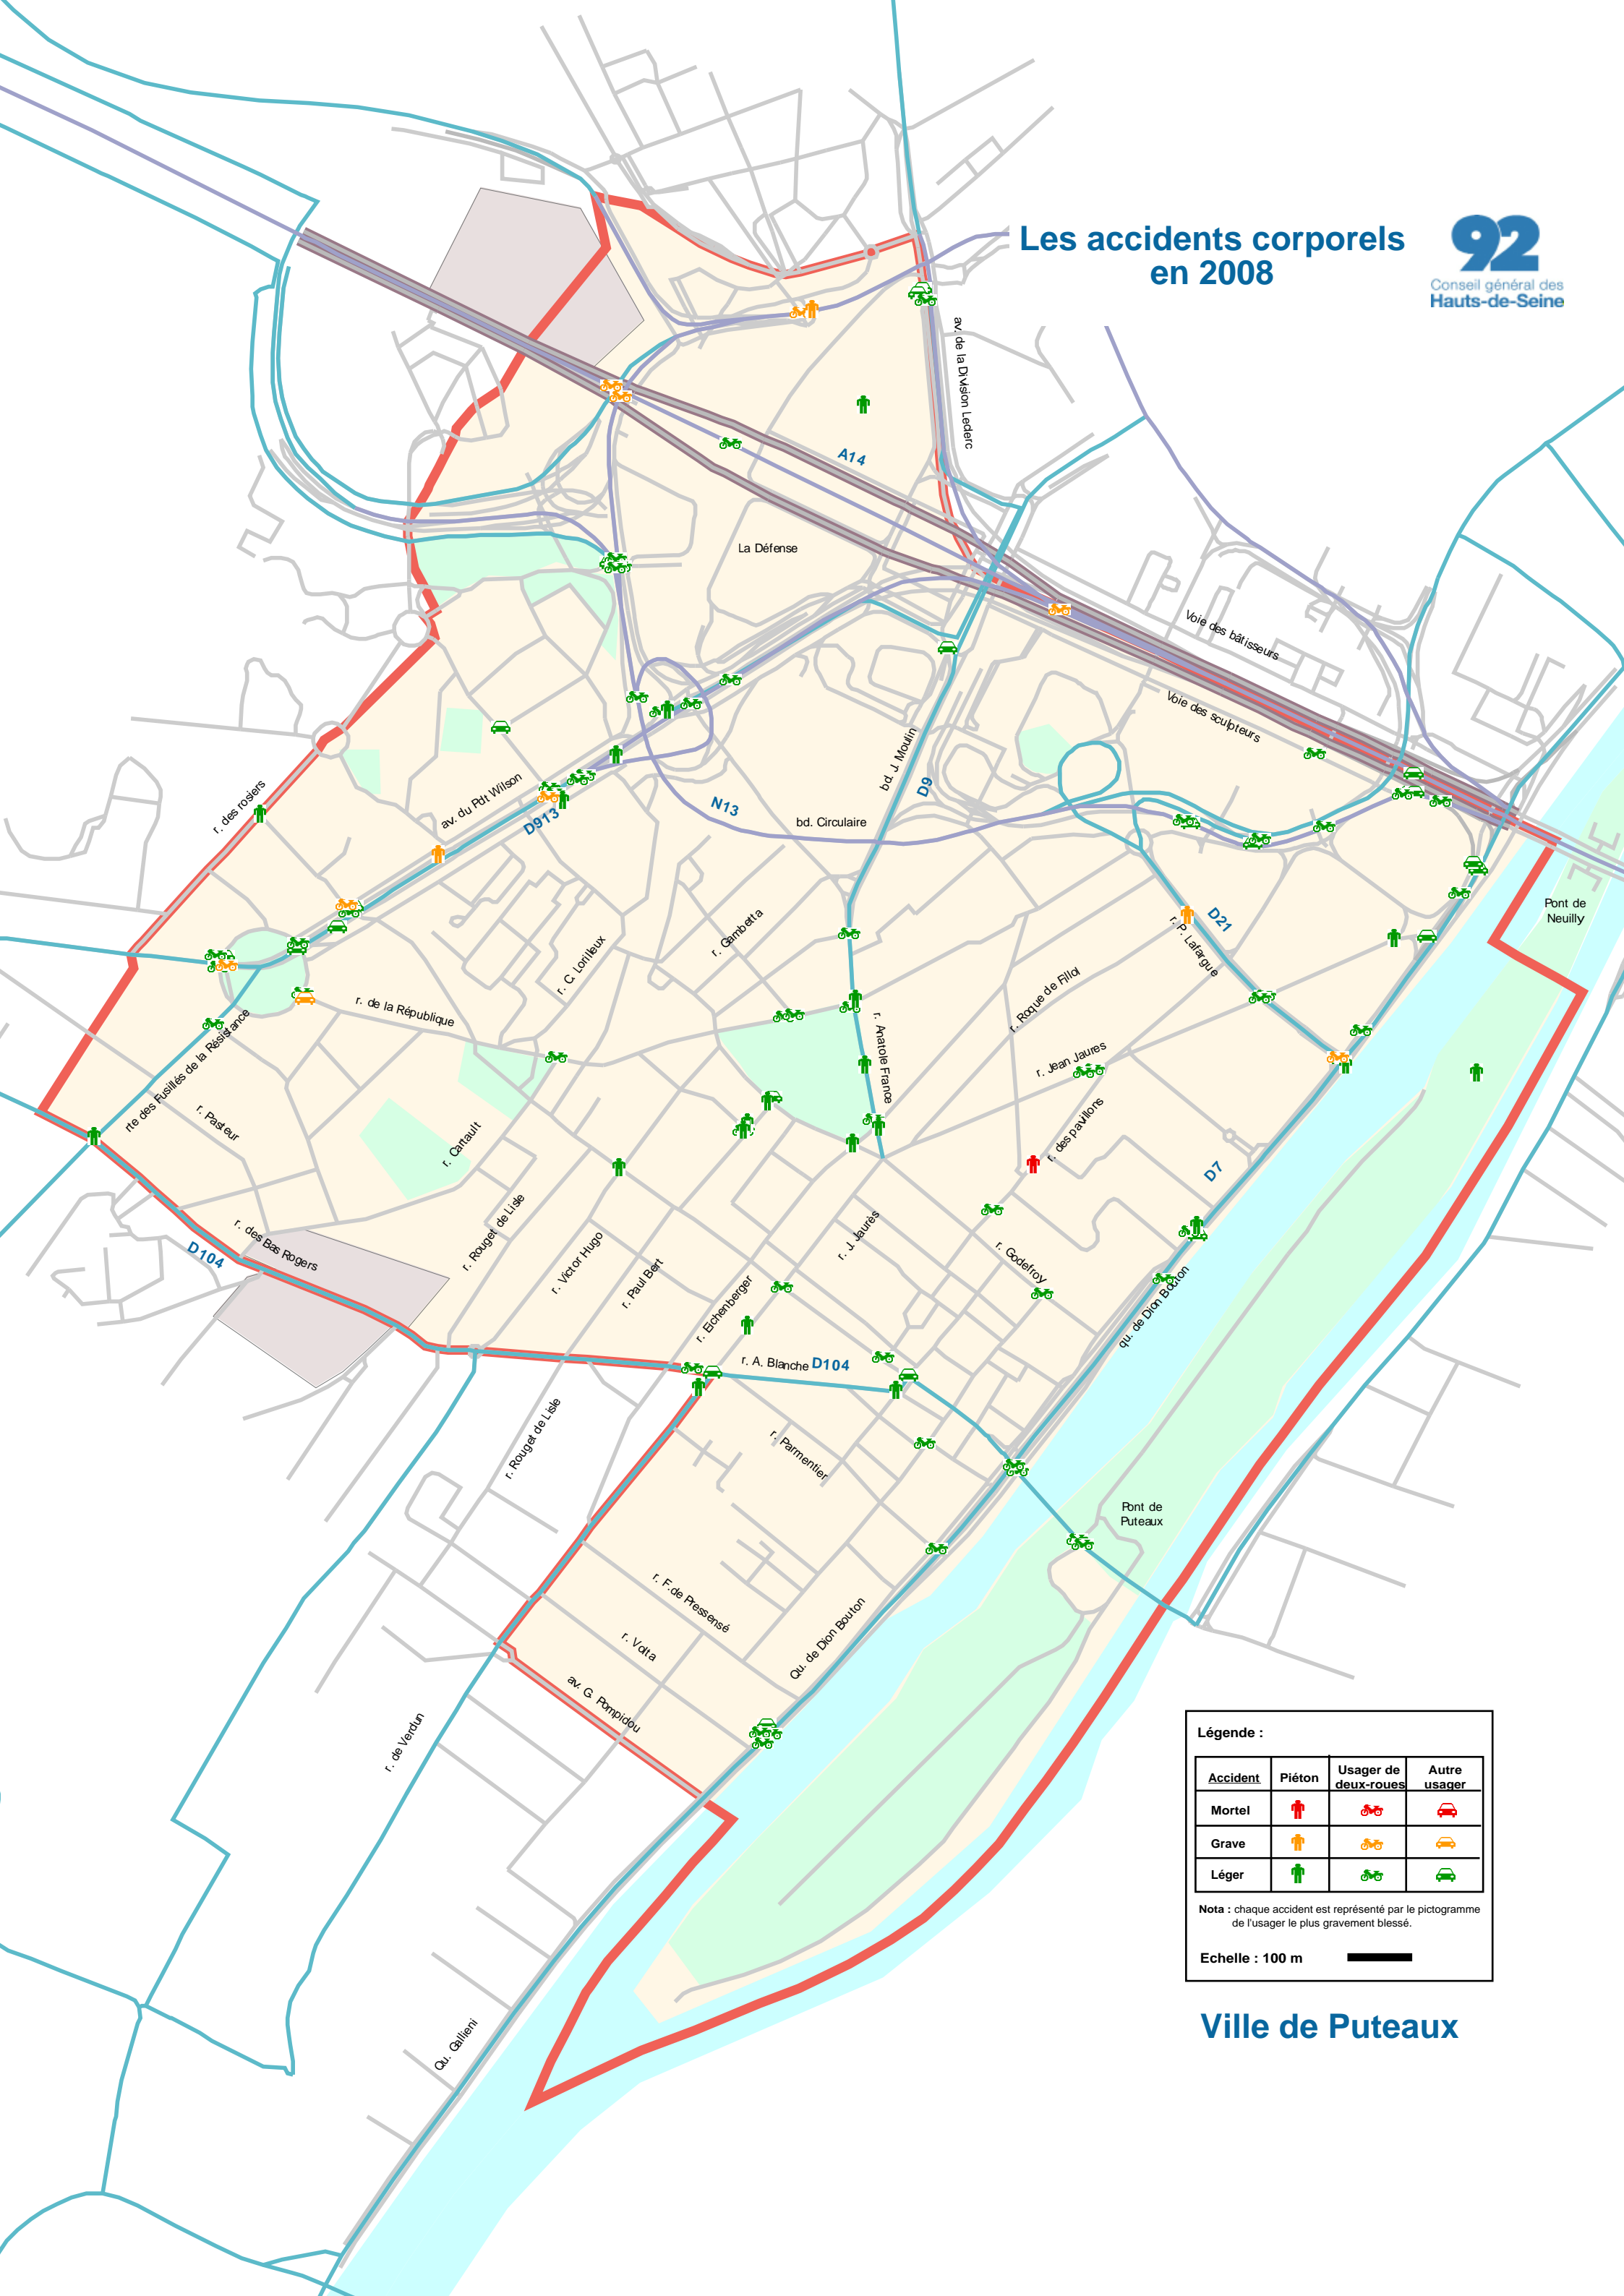 Les accidents corporels
en 2008
92
Conseil général des
Hauts-de-Seine
av. de la Division Leclerc
A14
La Défense
Voie des bâtisseurs
Voie des sculpteurs
bd. J. Moulin
D9
r. des rosiers
av. du Pdt Wilson
D913
N13
bd. Circulaire
Pont de
Neuilly
D21
r. P. Lafargue
r. Gambetta
r. C. Lorilleux
r. Roque de Fillol
r. de la République
r. Anatole France
r. Jean Jaures
rte des Fusillés de la Résistance
r. Pasteur
r. Cartault
r. des pavillons
D7
r. des Bas Rogers
D104
r. Rouget de Lisle
r. Victor Hugo
r. Paul Bert
r. J. Jaurès
r. Godefroy
qu. de Dion Bouton
r. Eichenberger
r. A. Blanche
D104
r. Rouget de Lisle
r. Parmentier
Pont de
Puteaux
r. F.de Pressensé
r. Volta
Qu. de Dion Bouton
av. G. Pompidou
r. de Verdun
Qu. Gallieni
Légende :
Accident Piéton Usager de deux-roues Autre usager
Mortel
Grave
Léger
Nota : chaque accident est représenté par le pictogramme
de l'usager le plus gravement blessé.
Echelle : 100 m
Ville de Puteaux